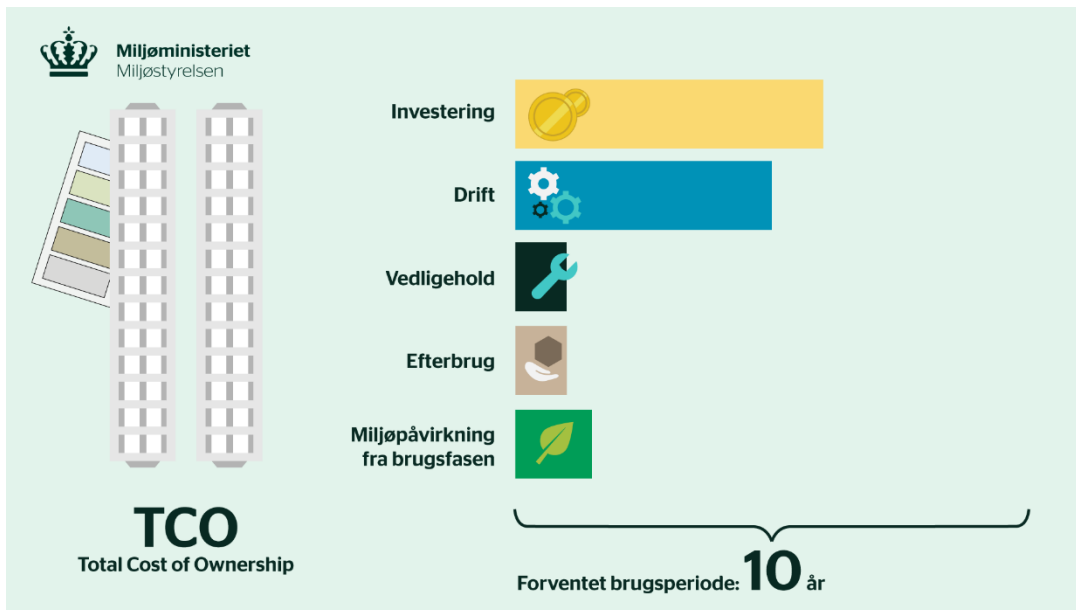 Miljøministeriet
Miljøstyrelsen
Investering
Drift
Vedligehold
Efterbrug
Miljøpåvirkning
fra brugsfasen
TCO
Total Cost of Ownership
Forventet brugsperiode: 10 år